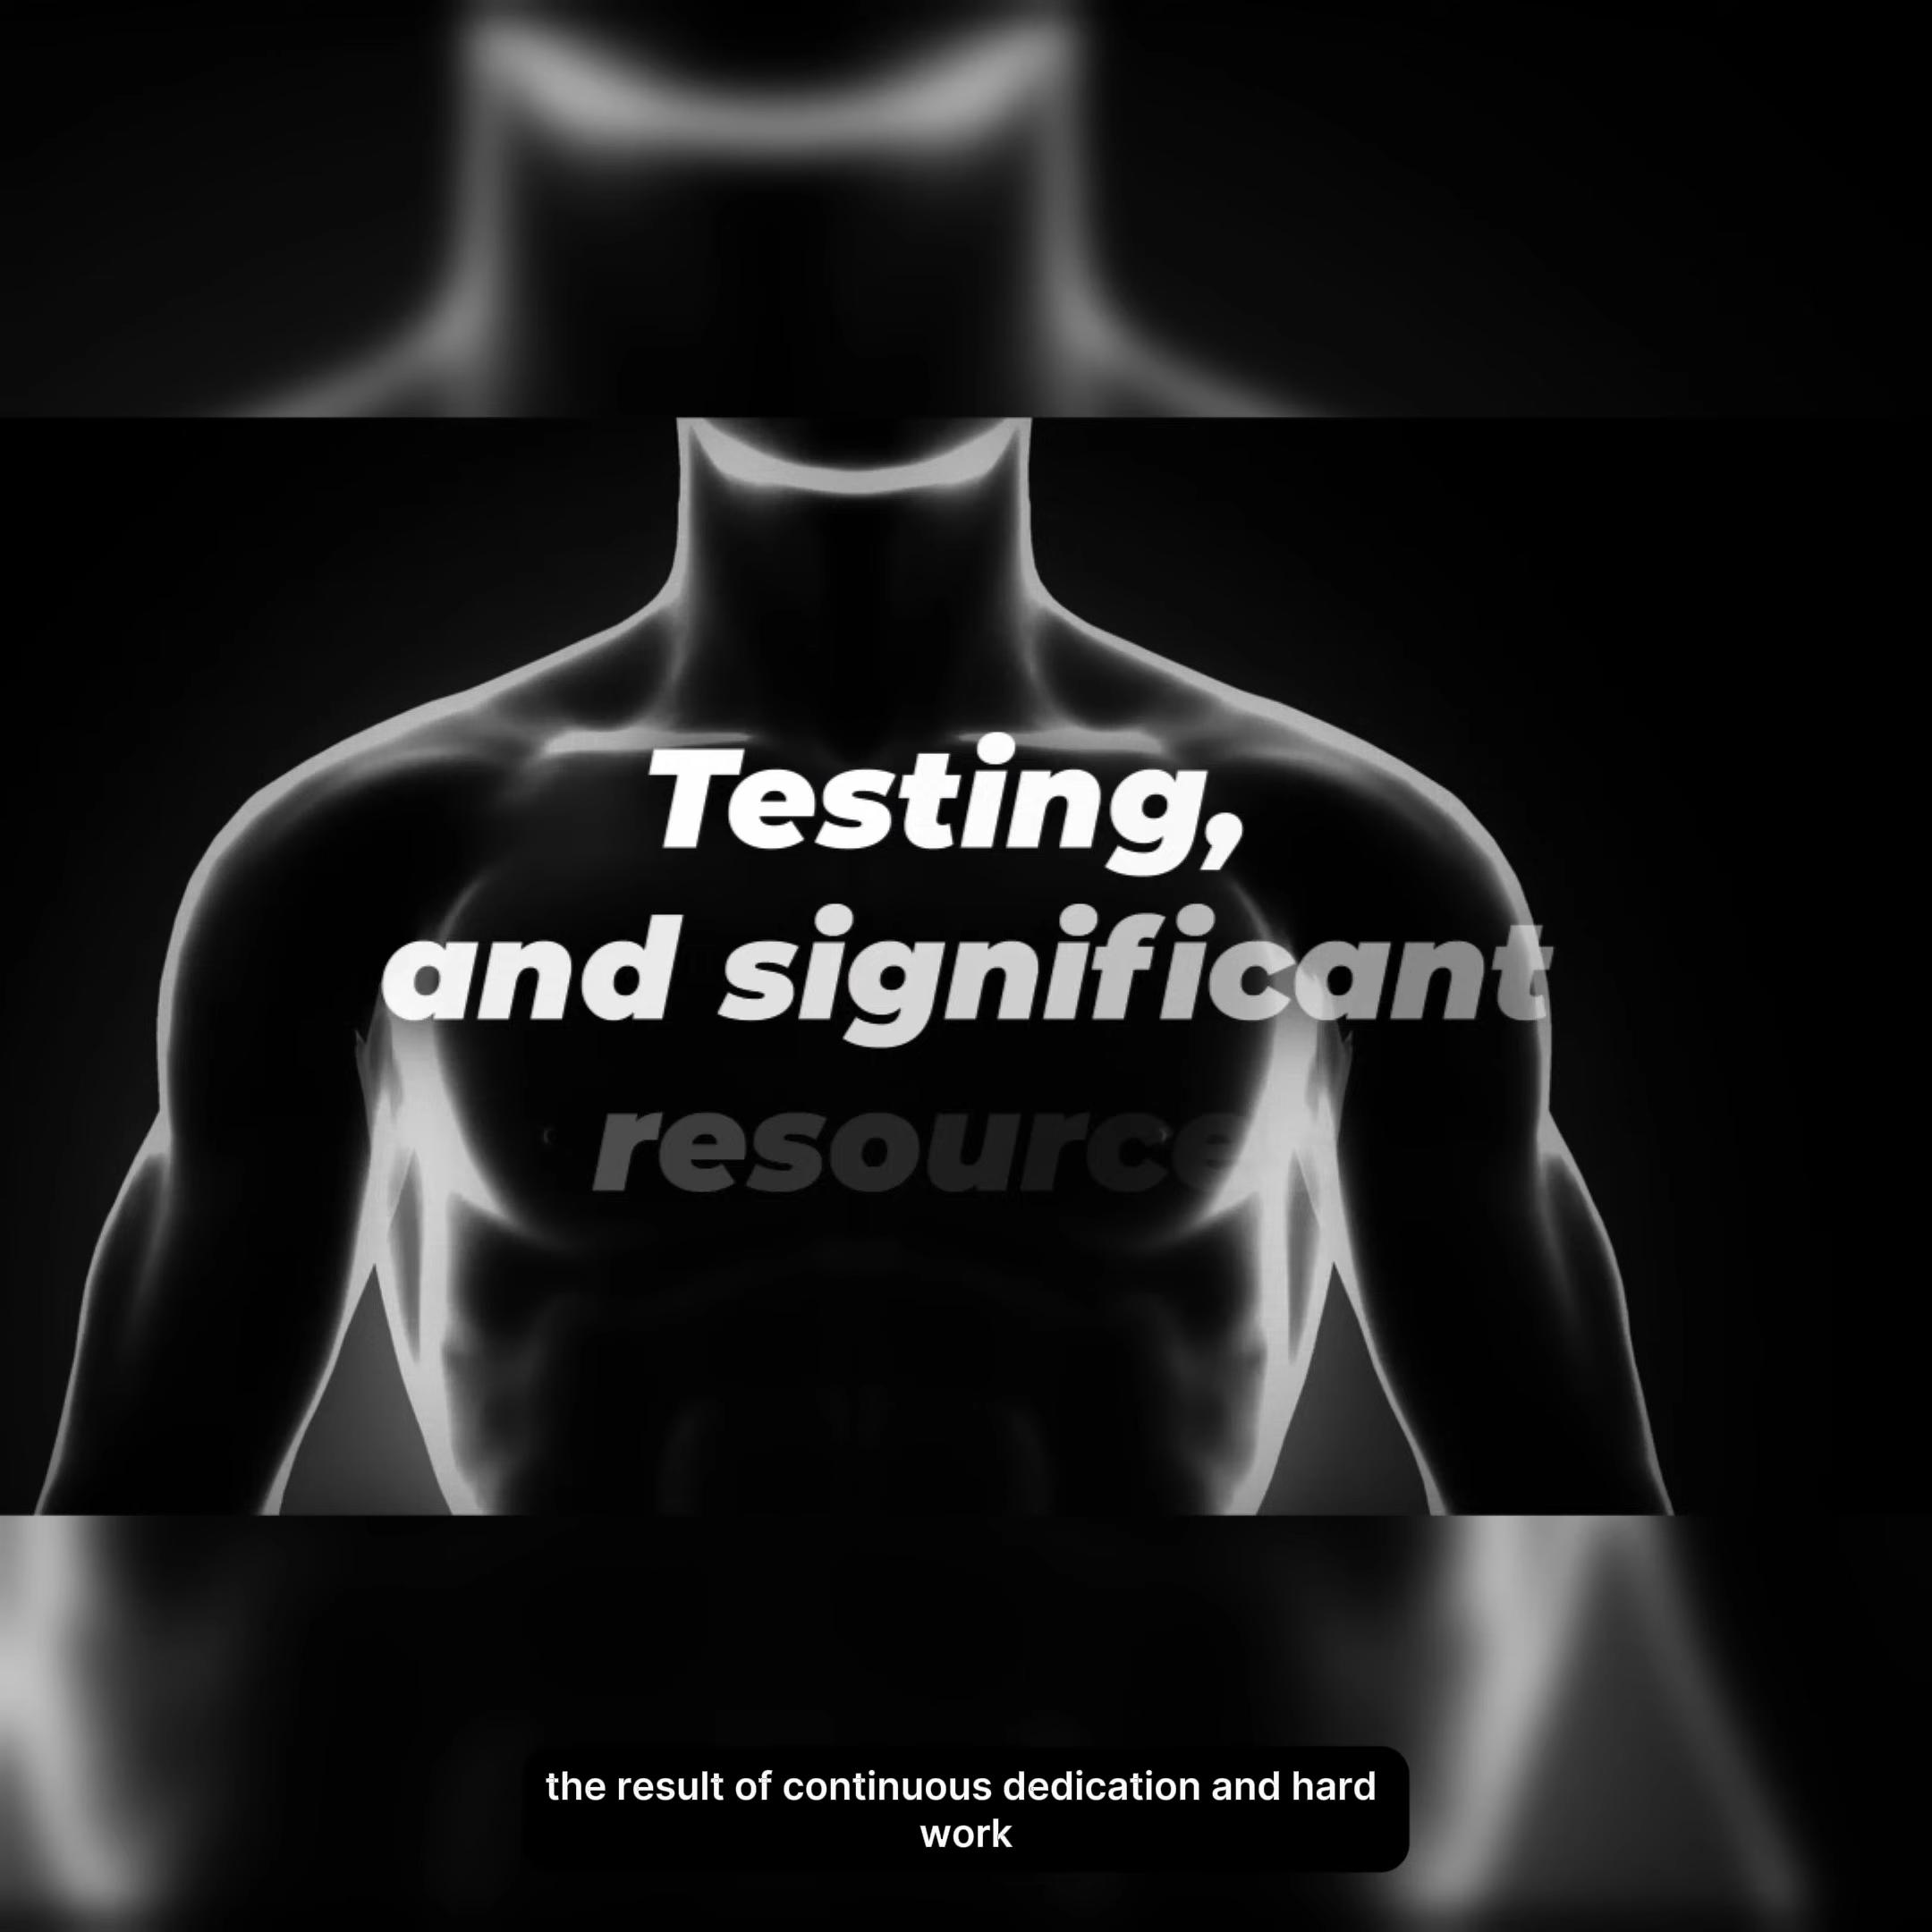 Testing,
and significant
resource
the result of continuous dedication and hard
work